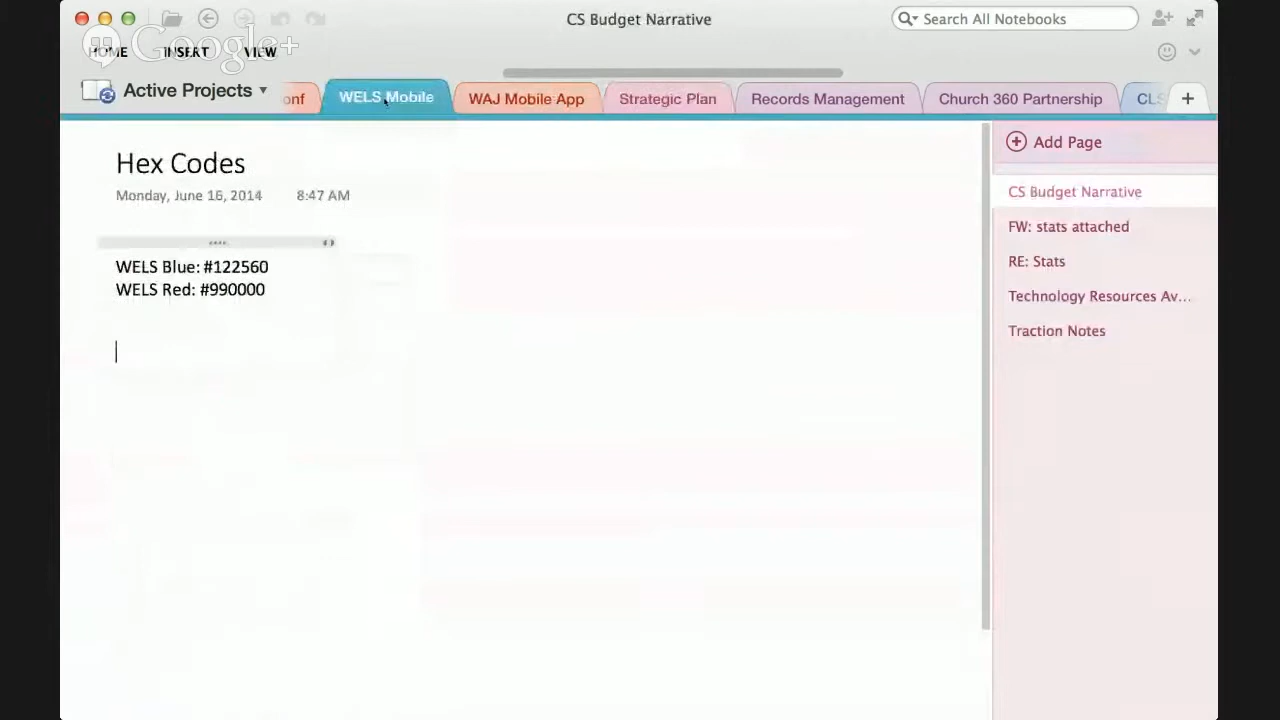 CS Budget Narrative
Search All Notebooks
Google+
HOME INSERT VIEW
Active Projects
onf
WELS Mobile
WAJ Mobile App
Strategic Plan
Records Management
Church 360 Partnership
CLS
Hex Codes
Monday, June 16, 2014 8:47 AM
WELS Blue: #122560
WELS Red: #990000
Add Page
CS Budget Narrative
FW: stats attached
RE: Stats
Technology Resources Av...
Traction Notes